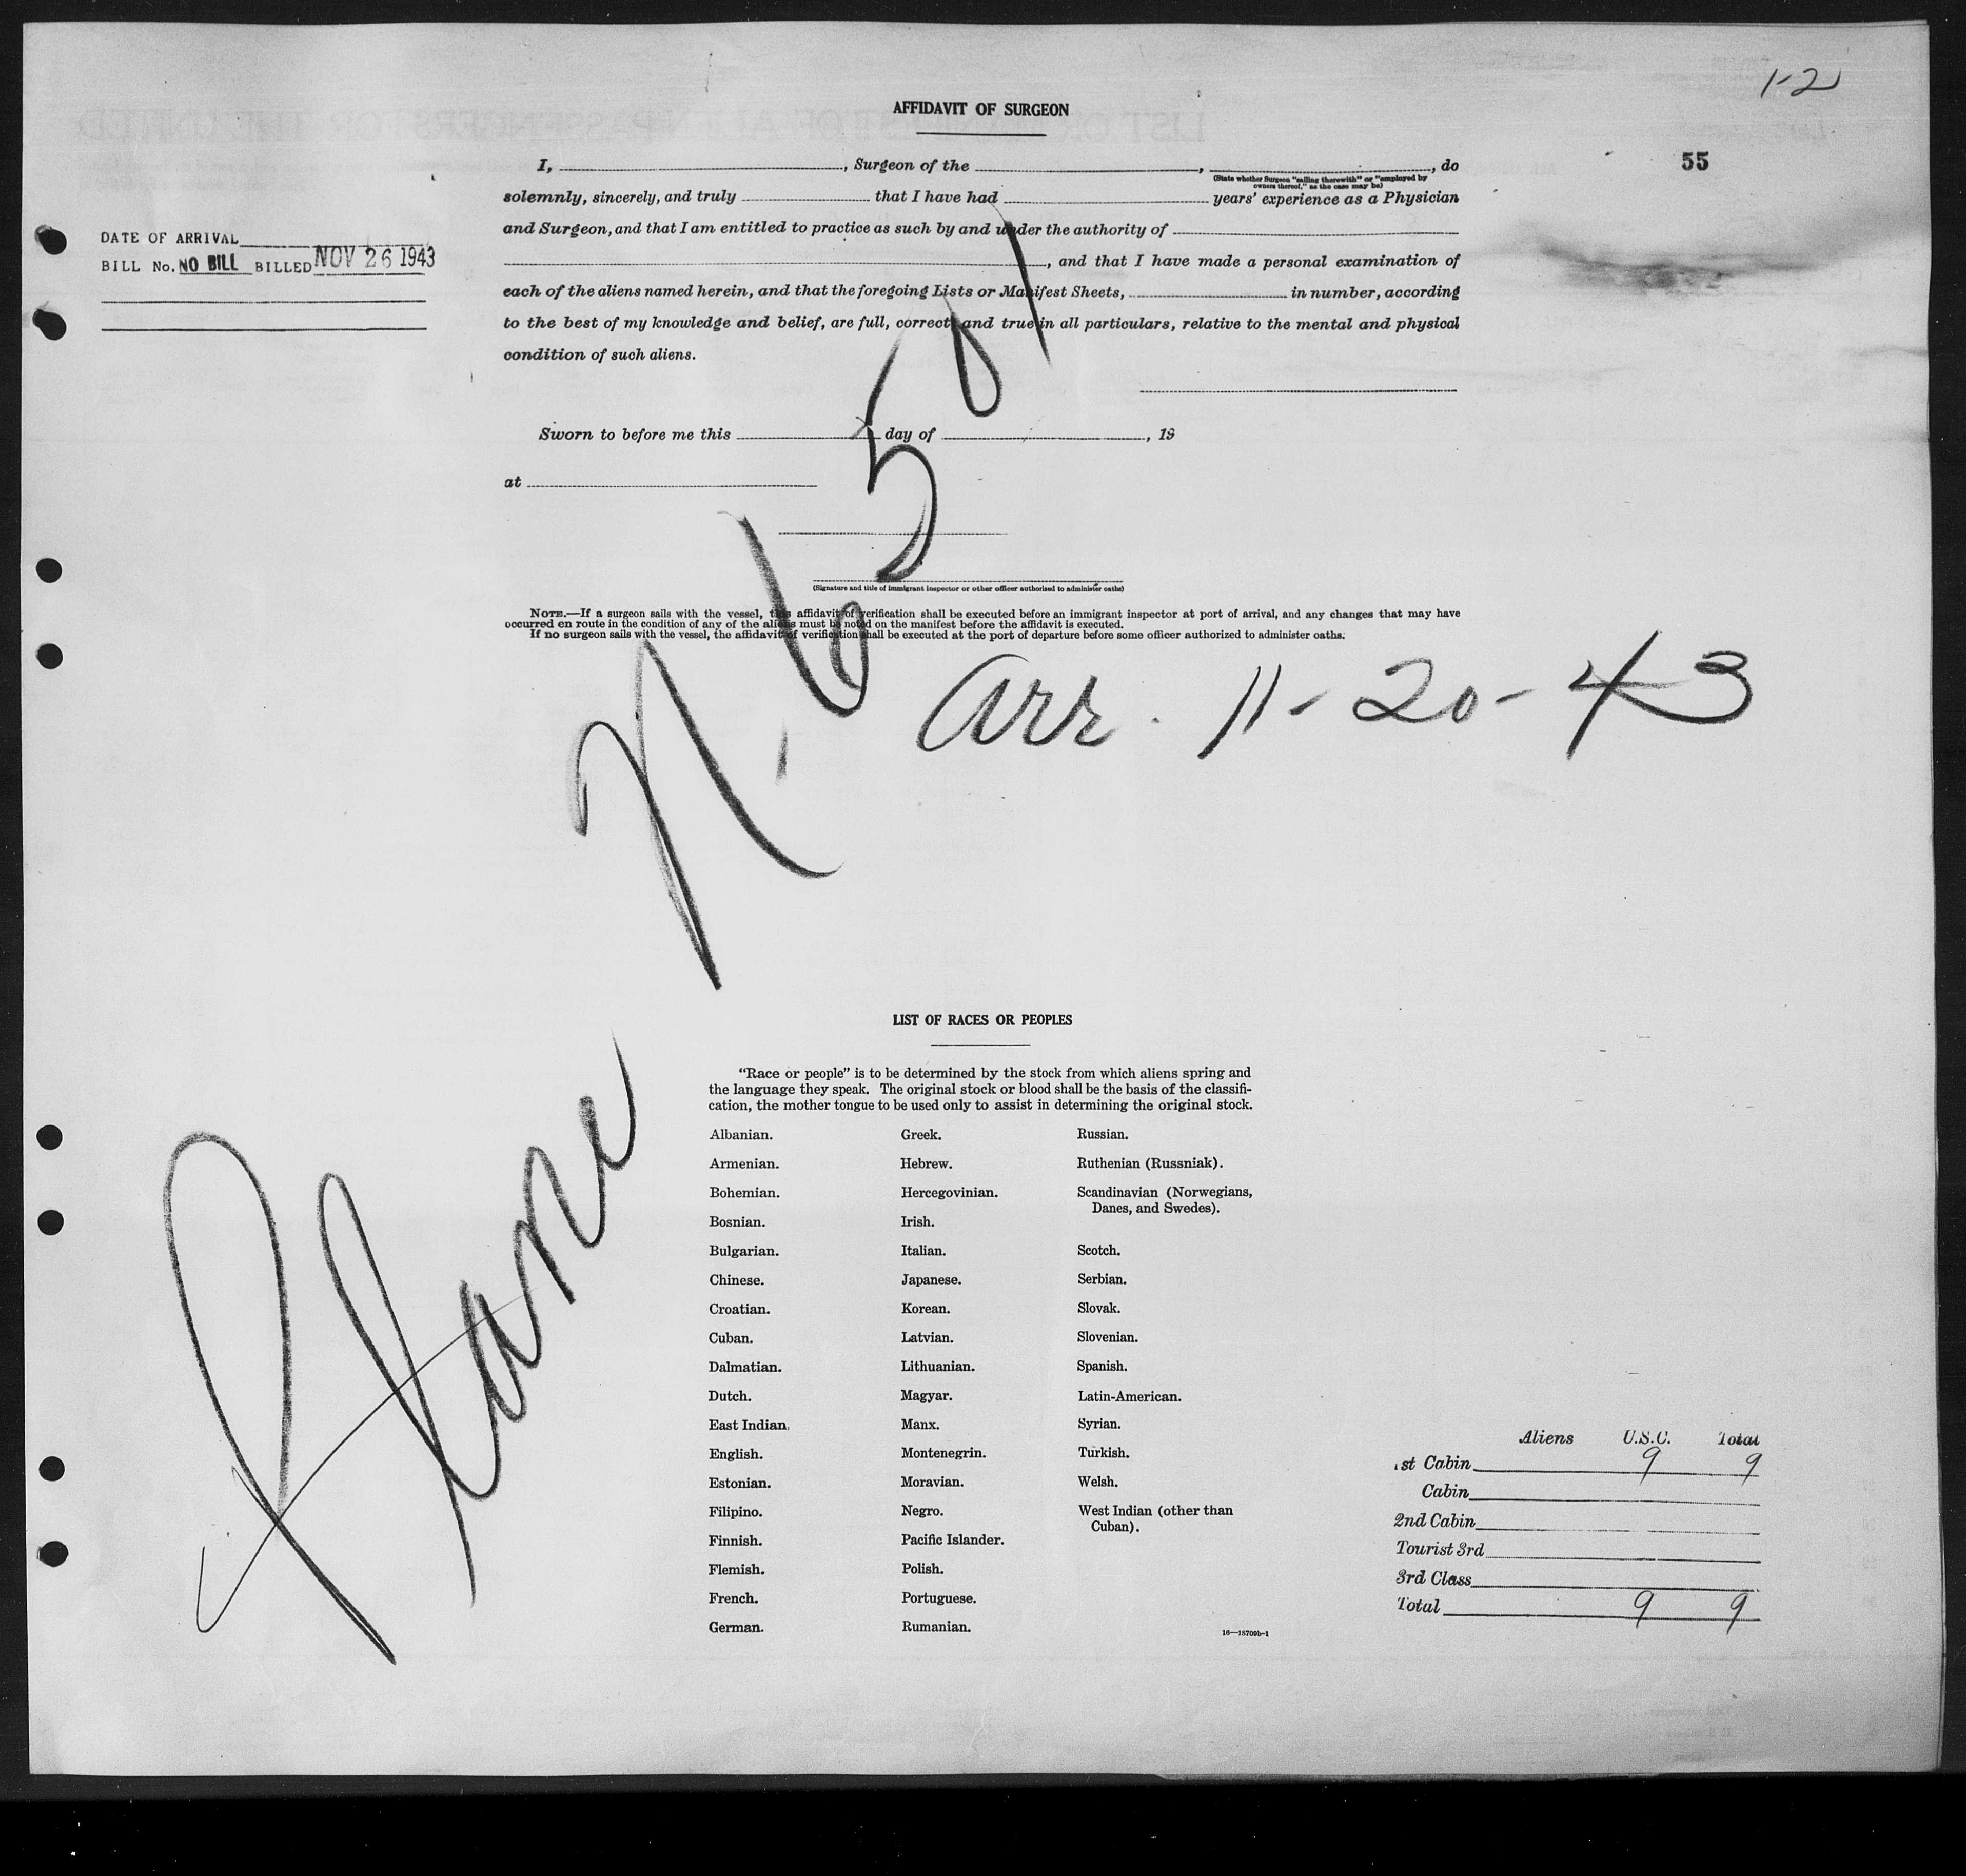 1-2
AFFIDAVIT OF SURGEON
55
I, , Surgeon of the , , do
(State whether Surgeon "sailing therewith" or "employed by
owners thereof," as the case may be)
solemnly, sincerely, and truly that I have had years' experience as a Physician
and Surgeon, and that I am entitled to practice as such by and under the authority of
, and that I have made a personal examination of
each of the aliens named herein, and that the foregoing Lists or Manifest Sheets, in number, according
to the best of my knowledge and belief, are full, correct, and true in all particulars, relative to the mental and physical
condition of such aliens.
DATE OF ARRIVAL
BILL No. NO BILL BILLED NOV 26 1943
Sworn to before me this day of , 19
at
(Signature and title of immigrant inspector or other officer authorized to administer oaths)
NOTE.—If a surgeon sails with the vessel, this affidavit of verification shall be executed before an immigrant inspector at port of arrival, and any changes that may have
occurred en route in the condition of any of the aliens must be noted on the manifest before the affidavit is executed.
If no surgeon sails with the vessel, the affidavit of verification shall be executed at the port of departure before some officer authorized to administer oaths.
Arr. 11-20-43
Plane
LIST OF RACES OR PEOPLES
"Race or people" is to be determined by the stock from which aliens spring and
the language they speak. The original stock or blood shall be the basis of the classifi-
cation, the mother tongue to be used only to assist in determining the original stock.
Albanian.
Armenian.
Bohemian.
Bosnian.
Bulgarian.
Chinese.
Croatian.
Cuban.
Dalmatian.
Dutch.
East Indian.
English.
Estonian.
Filipino.
Finnish.
Flemish.
French.
German.
Greek.
Hebrew.
Hercegovinian.
Irish.
Italian.
Japanese.
Korean.
Latvian.
Lithuanian.
Magyar.
Manx.
Montenegrin.
Moravian.
Negro.
Pacific Islander.
Polish.
Portuguese.
Rumanian.
Russian.
Ruthenian (Russniak).
Scandinavian (Norwegians,
Danes, and Swedes).
Scotch.
Serbian.
Slovak.
Slovenian.
Spanish.
Latin-American.
Syrian.
Turkish.
Welsh.
West Indian (other than
Cuban).
16—15709b-1
Aliens U.S.C. Total
1st Cabin 9 9
Cabin
2nd Cabin
Tourist 3rd
3rd Class
Total 9 9